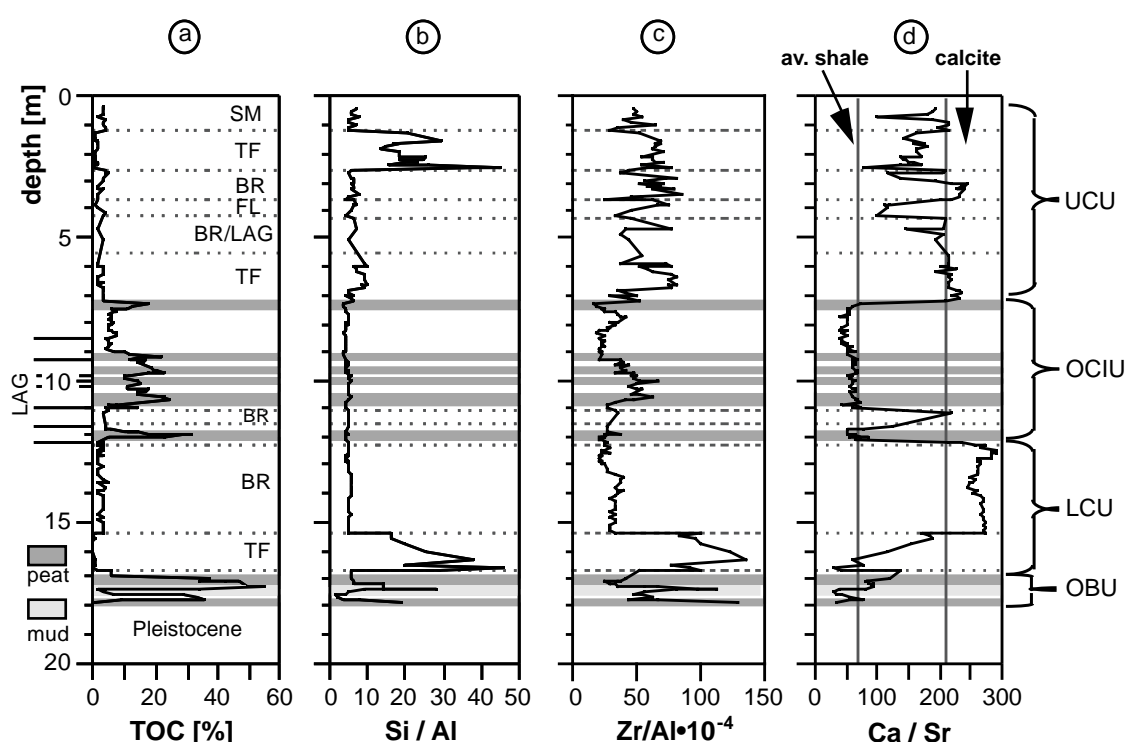 a b c d
av. shale calcite
depth [m]
0
5
10
15
20
SM
TF
BR
FL
BR/LAG
TF
BR
BR
TF
Pleistocene
LAG
peat
mud
UCU
OCIU
LCU
OBU
0 20 40 60
TOC [%]
0 10 20 30 40 50
Si / Al
0 50 100 150
Zr/Al•10-4
0 100 200 300
Ca / Sr